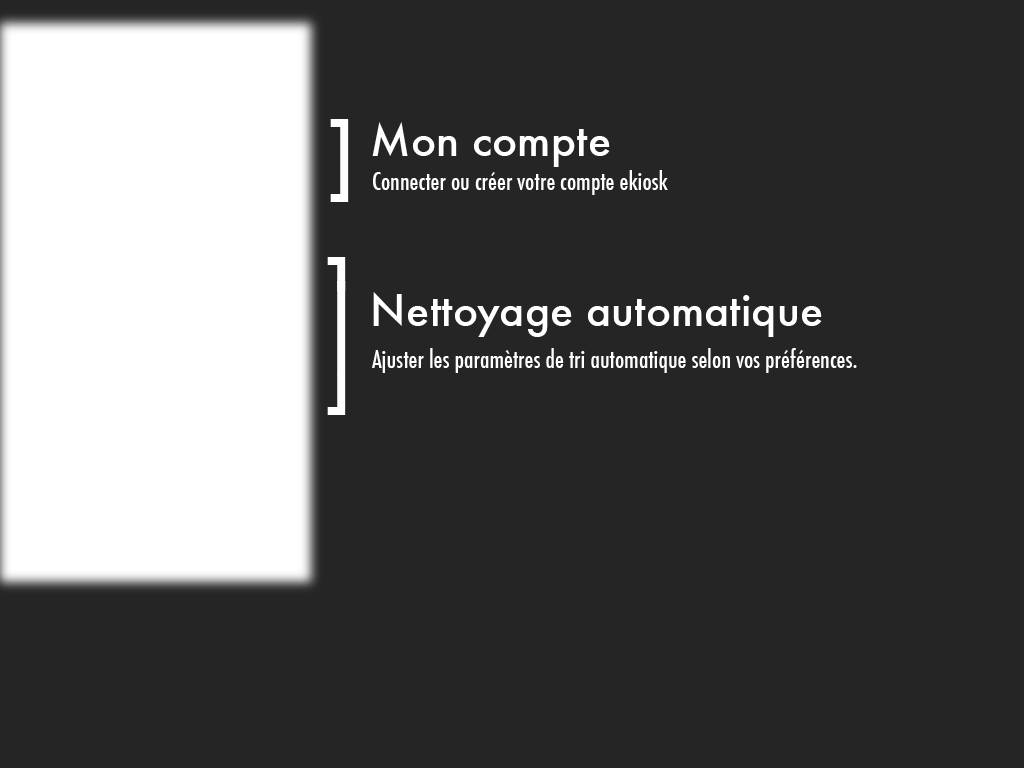 Mon compte
Connecter ou créer votre compte ekiosk
Nettoyage automatique
Ajuster les paramètres de tri automatique selon vos préférences.